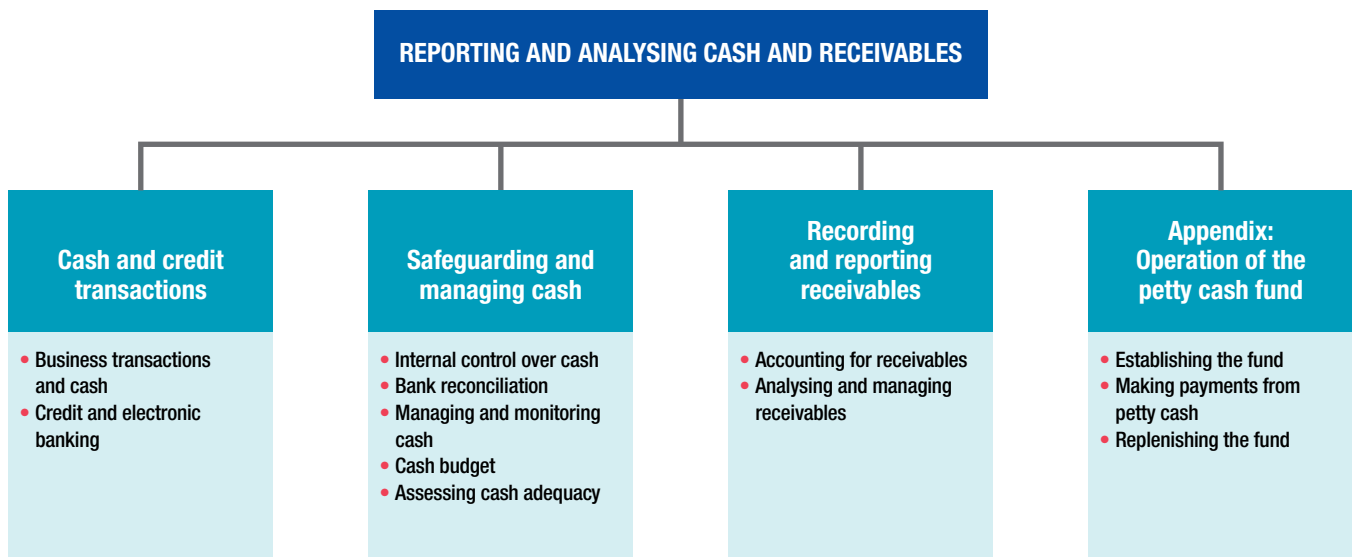 REPORTING AND ANALYSING CASH AND RECEIVABLES
Cash and credit
transactions
• Business transactions
and cash
• Credit and electronic
banking
Safeguarding and
managing cash
• Internal control over cash
• Bank reconciliation
• Managing and monitoring
cash
• Cash budget
• Assessing cash adequacy
Recording
and reporting
receivables
• Accounting for receivables
• Analysing and managing
receivables
Appendix:
Operation of the
petty cash fund
• Establishing the fund
• Making payments from
petty cash
• Replenishing the fund